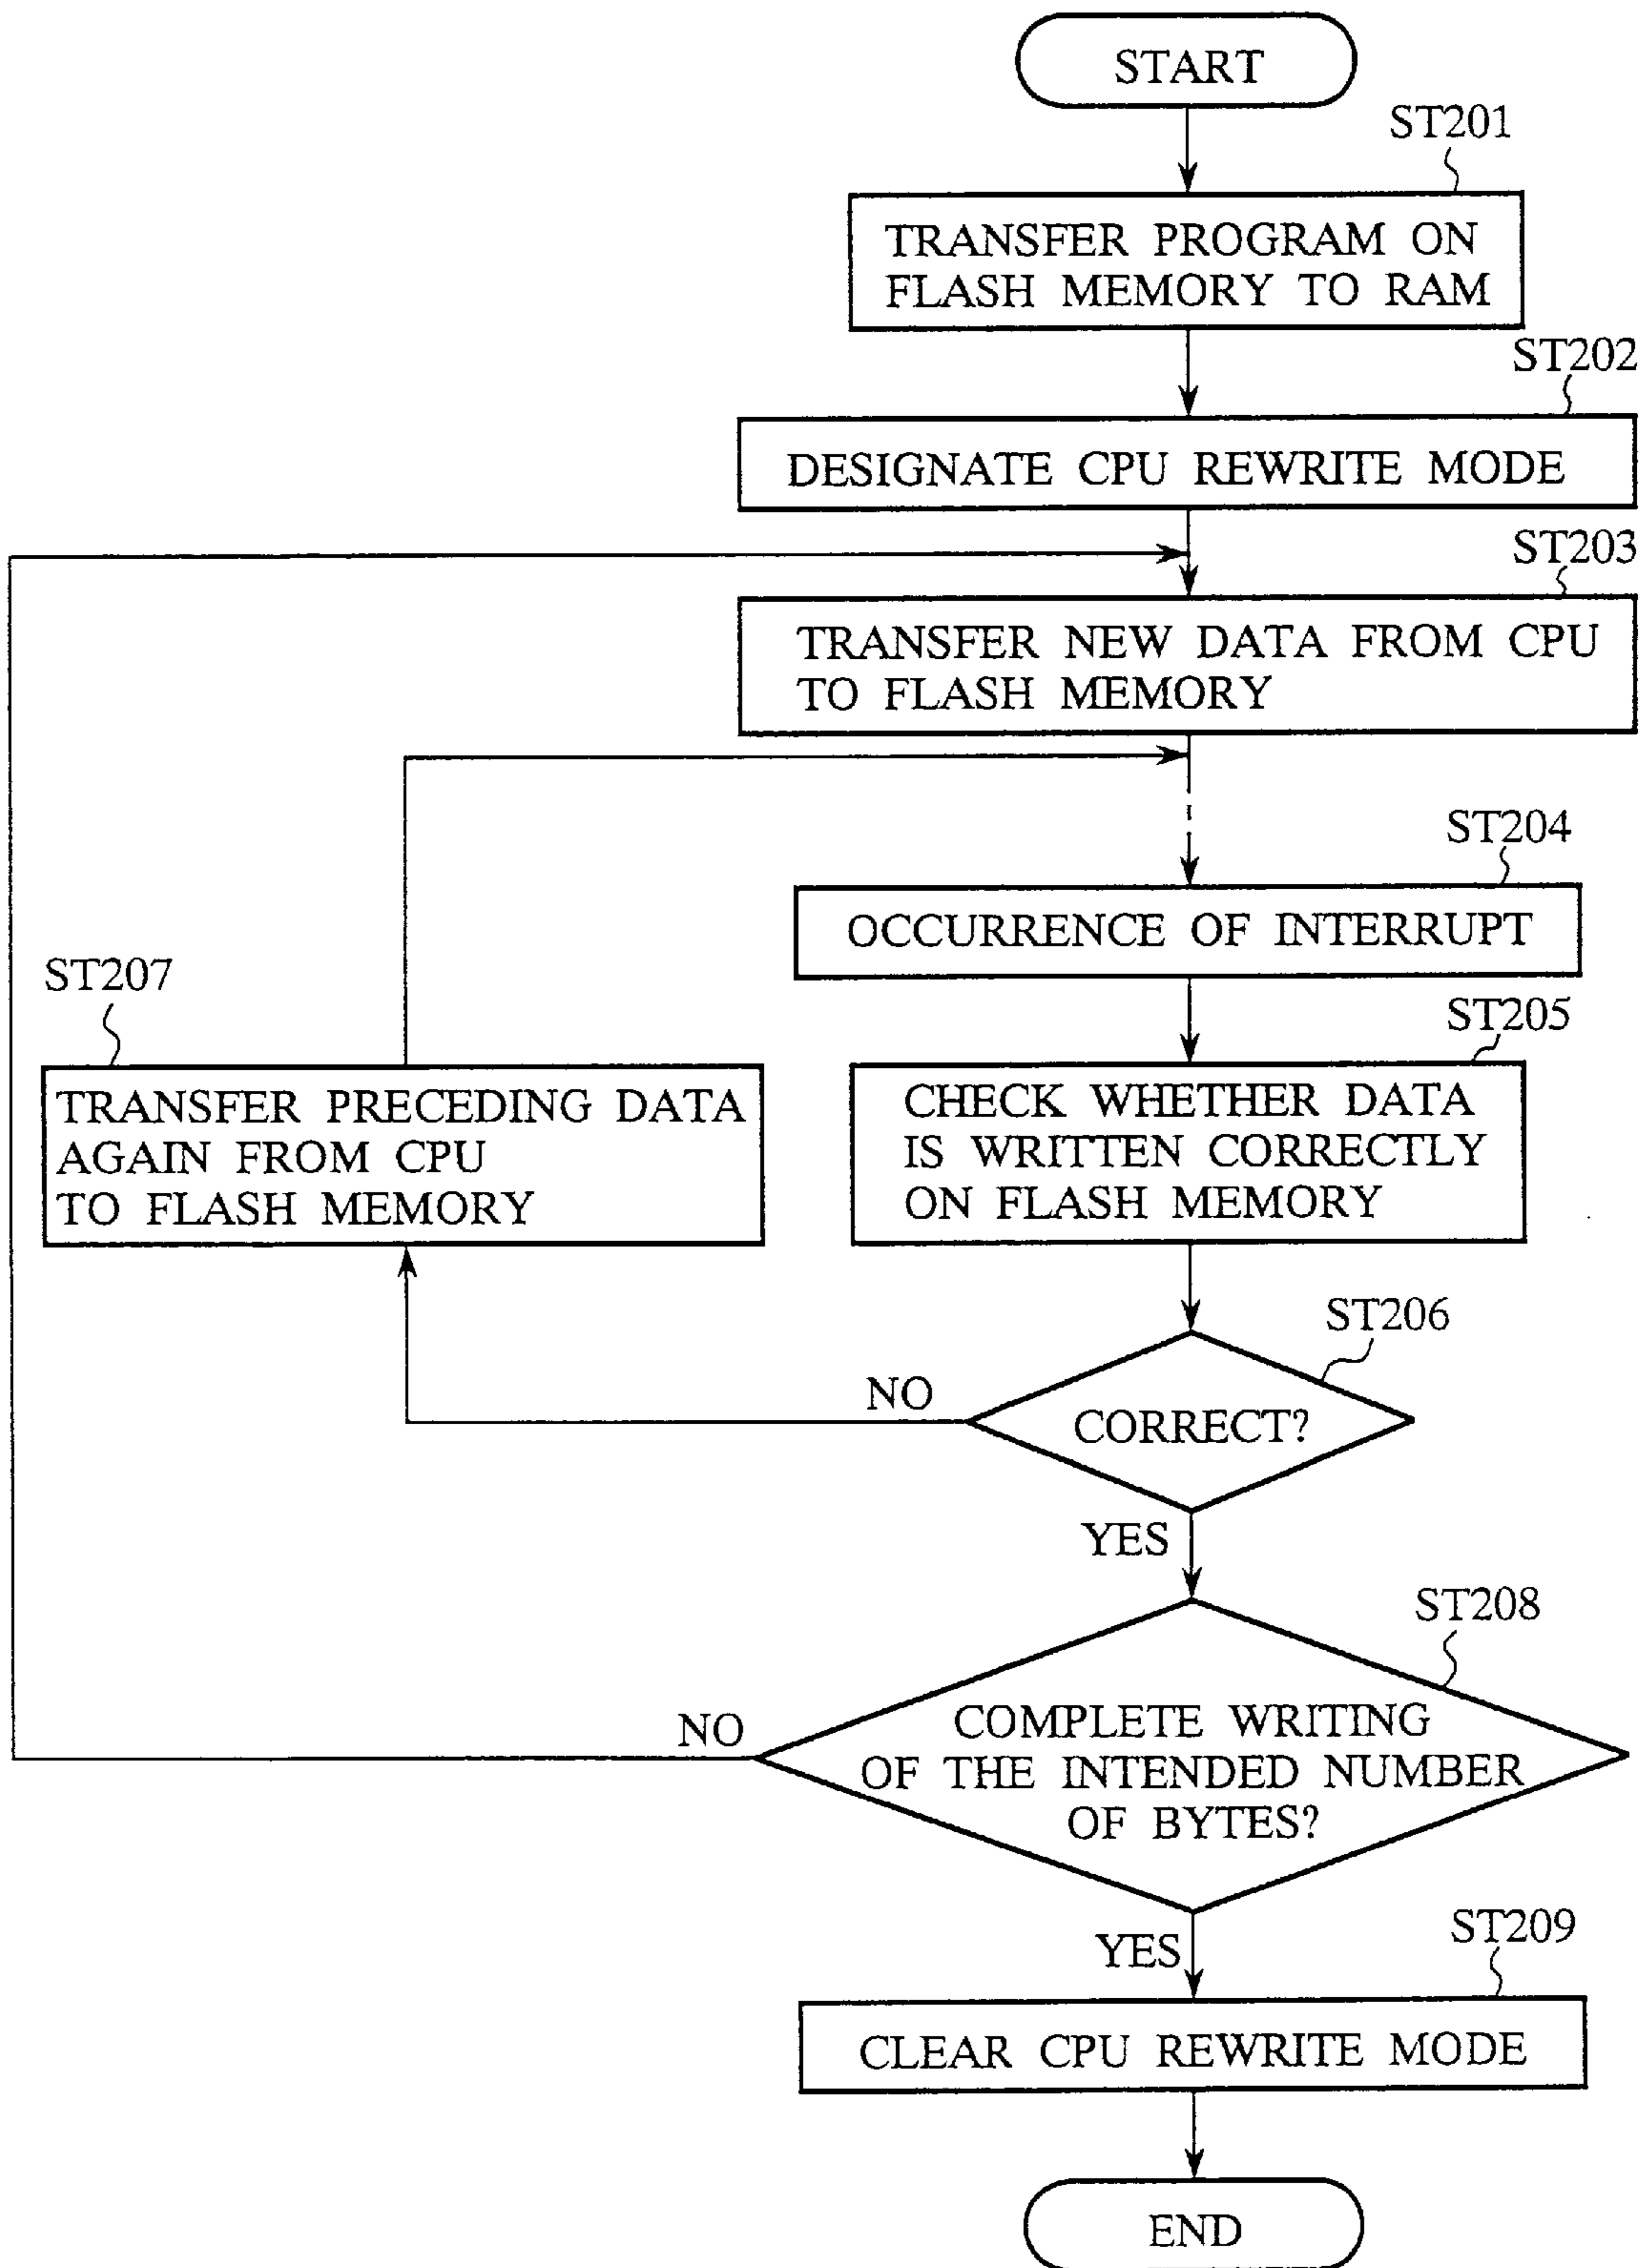 START
ST201
TRANSFER PROGRAM ON
FLASH MEMORY TO RAM
ST202
DESIGNATE CPU REWRITE MODE
ST203
TRANSFER NEW DATA FROM CPU
TO FLASH MEMORY
ST204
OCCURRENCE OF INTERRUPT
ST207
TRANSFER PRECEDING DATA
AGAIN FROM CPU
TO FLASH MEMORY
ST205
CHECK WHETHER DATA
IS WRITTEN CORRECTLY
ON FLASH MEMORY
ST206
NO
CORRECT?
YES
ST208
NO
COMPLETE WRITING
OF THE INTENDED NUMBER
OF BYTES?
YES
ST209
CLEAR CPU REWRITE MODE
END